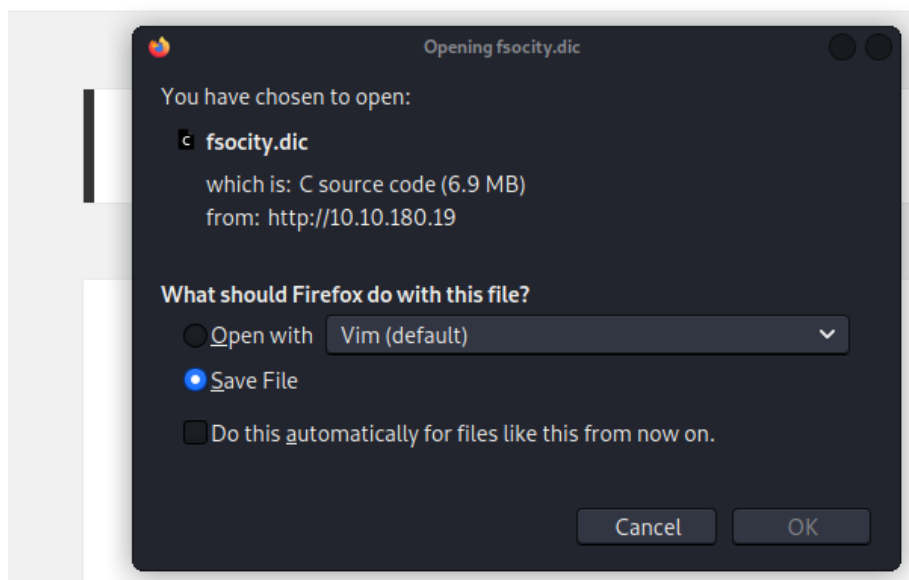 Opening fsocity.dic
You have chosen to open:
C fsocity.dic
which is: C source code (6.9 MB)
from: http://10.10.180.19
What should Firefox do with this file?
Open with Vim (default)
Save File
Do this automatically for files like this from now on.
Cancel OK